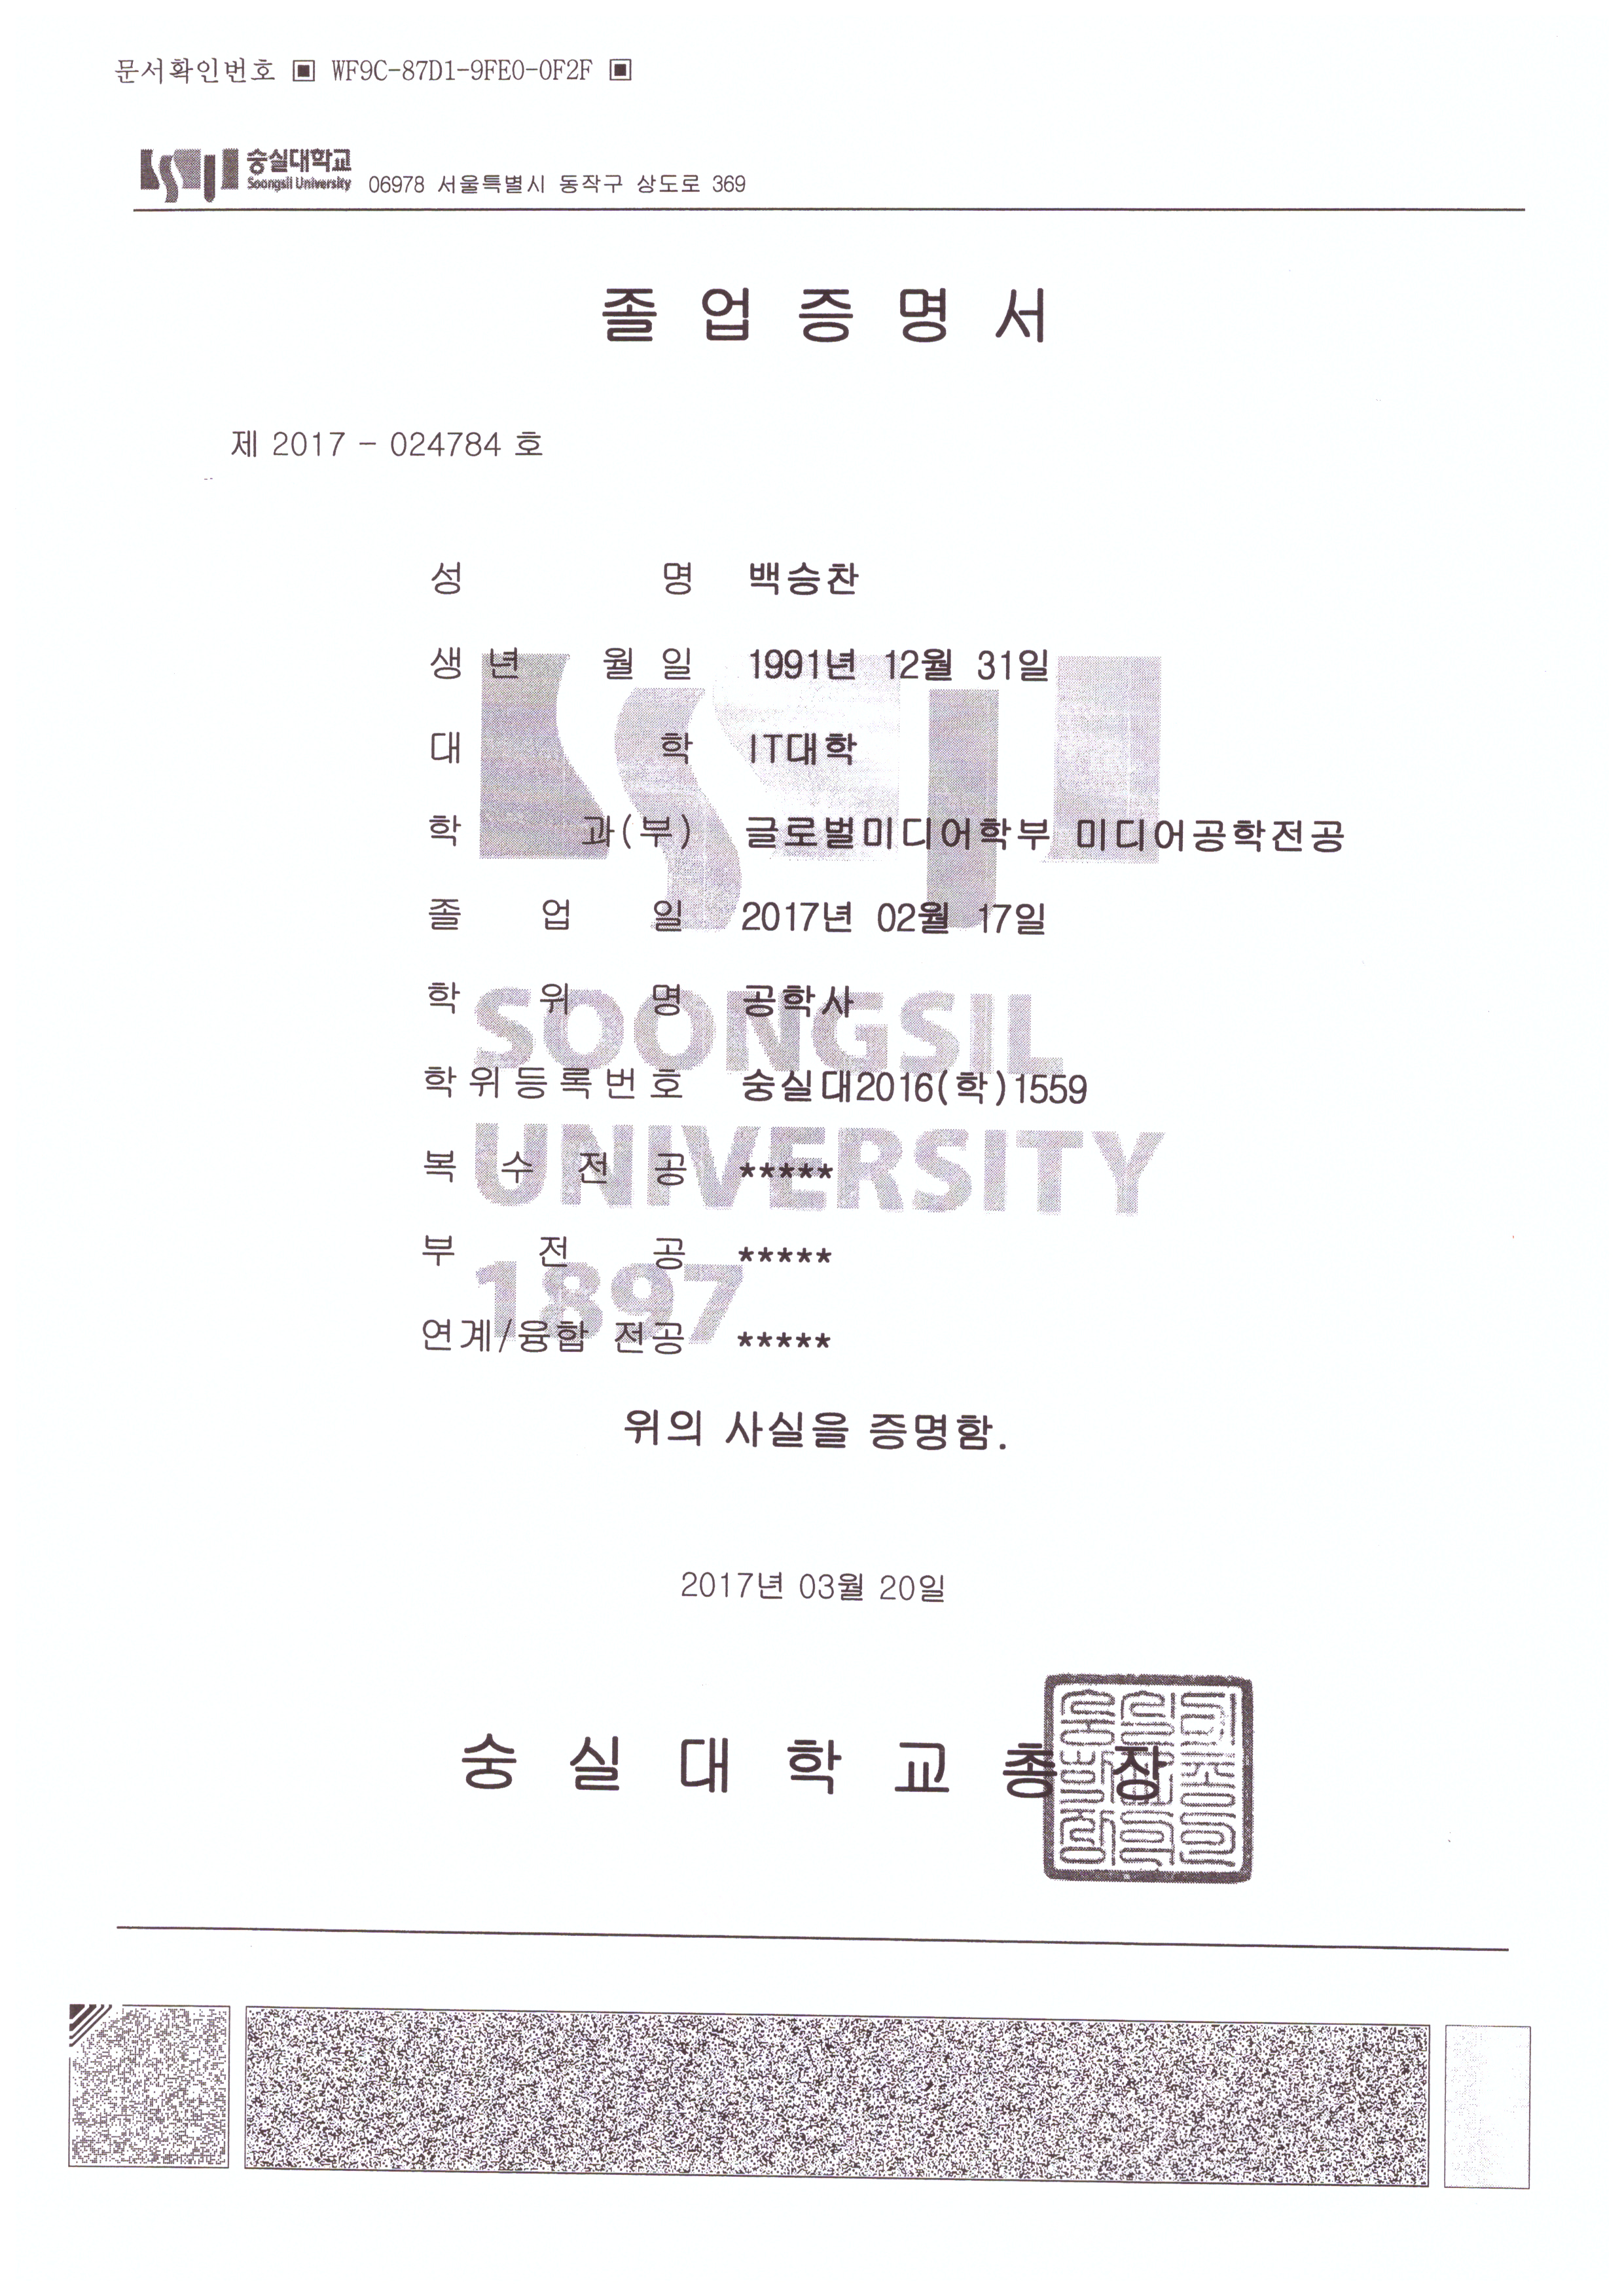 문서확인번호 ▣ WF9C-87D1-9FE0-0F2F ▣
숭실대학교
Soongsil University 06978 서울특별시 동작구 상도로 369
졸업증명서
제 2017 - 024784 호
성 명 백승찬
생년 월일 1991년 12월 31일
대 학 IT대학
학 과(부) 글로벌미디어학부 미디어공학전공
졸 업 일 2017년 02월 17일
학 위 명 공학사
SOONGSIL
학위등록번호 숭실대2016(학)1559
복 수 전 공 *****
UNIVERSITY
부 전 공 *****
1897
연계/융합 전공 *****
위의 사실을 증명함.
2017년 03월 20일
숭실대학교총장